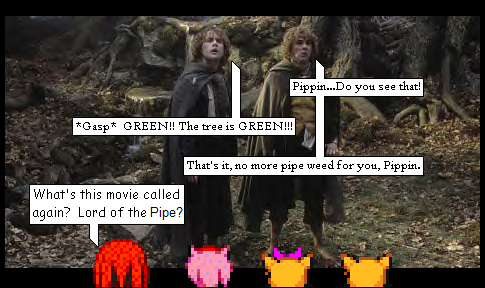 Pippin...Do you see that!
*Gasp* GREEN!! The tree is GREEN!!!
That's it, no more pipe weed for you, Pippin.
What's this movie called
again? Lord of the Pipe?